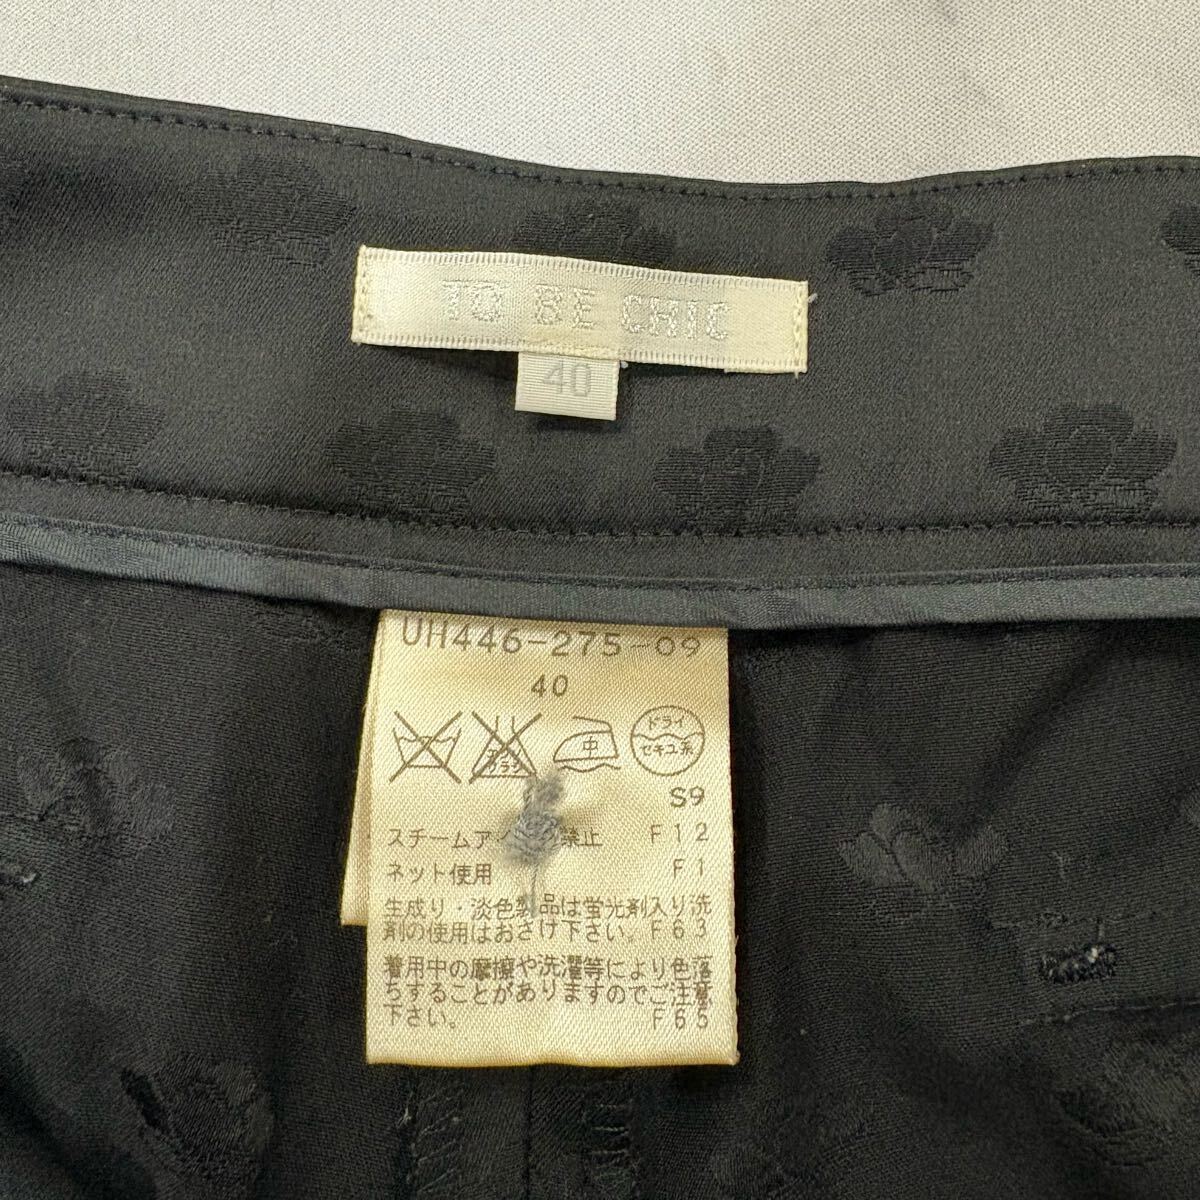 TO BE CHIC
40
UH446-275-09
40
中 ドライ
セキユ系
S9
スチームア 禁止 F12
ネット使用 F1
生成り・淡色製品は蛍光剤入り洗
剤の使用はおさけ下さい。F63
着用中の摩擦や洗濯等により色落
ちすることがありますのでご注意
下さい。 F65